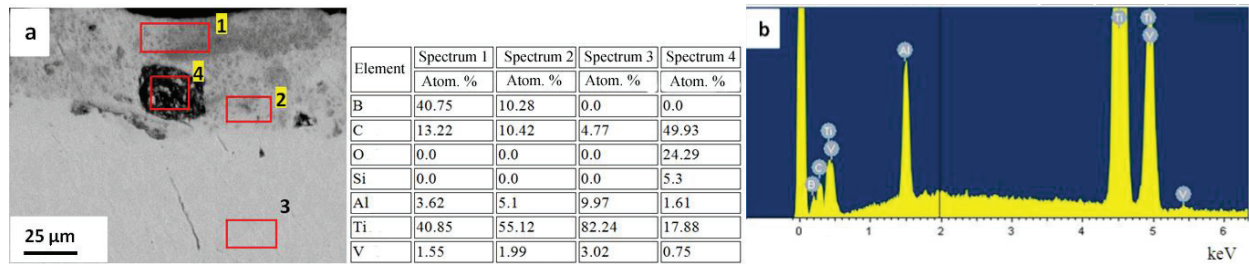 a
1
4
2
3
25 µm
Element Spectrum 1 Spectrum 2 Spectrum 3 Spectrum 4
Atom. % Atom. % Atom. % Atom. %
B 40.75 10.28 0.0 0.0
C 13.22 10.42 4.77 49.93
O 0.0 0.0 0.0 24.29
Si 0.0 0.0 0.0 5.3
Al 3.62 5.1 9.97 1.61
Ti 40.85 55.12 82.24 17.88
V 1.55 1.99 3.02 0.75
b
Ti Ti
V
Al
Ti
V
C
B
V
0 1 2 3 4 5 6
keV